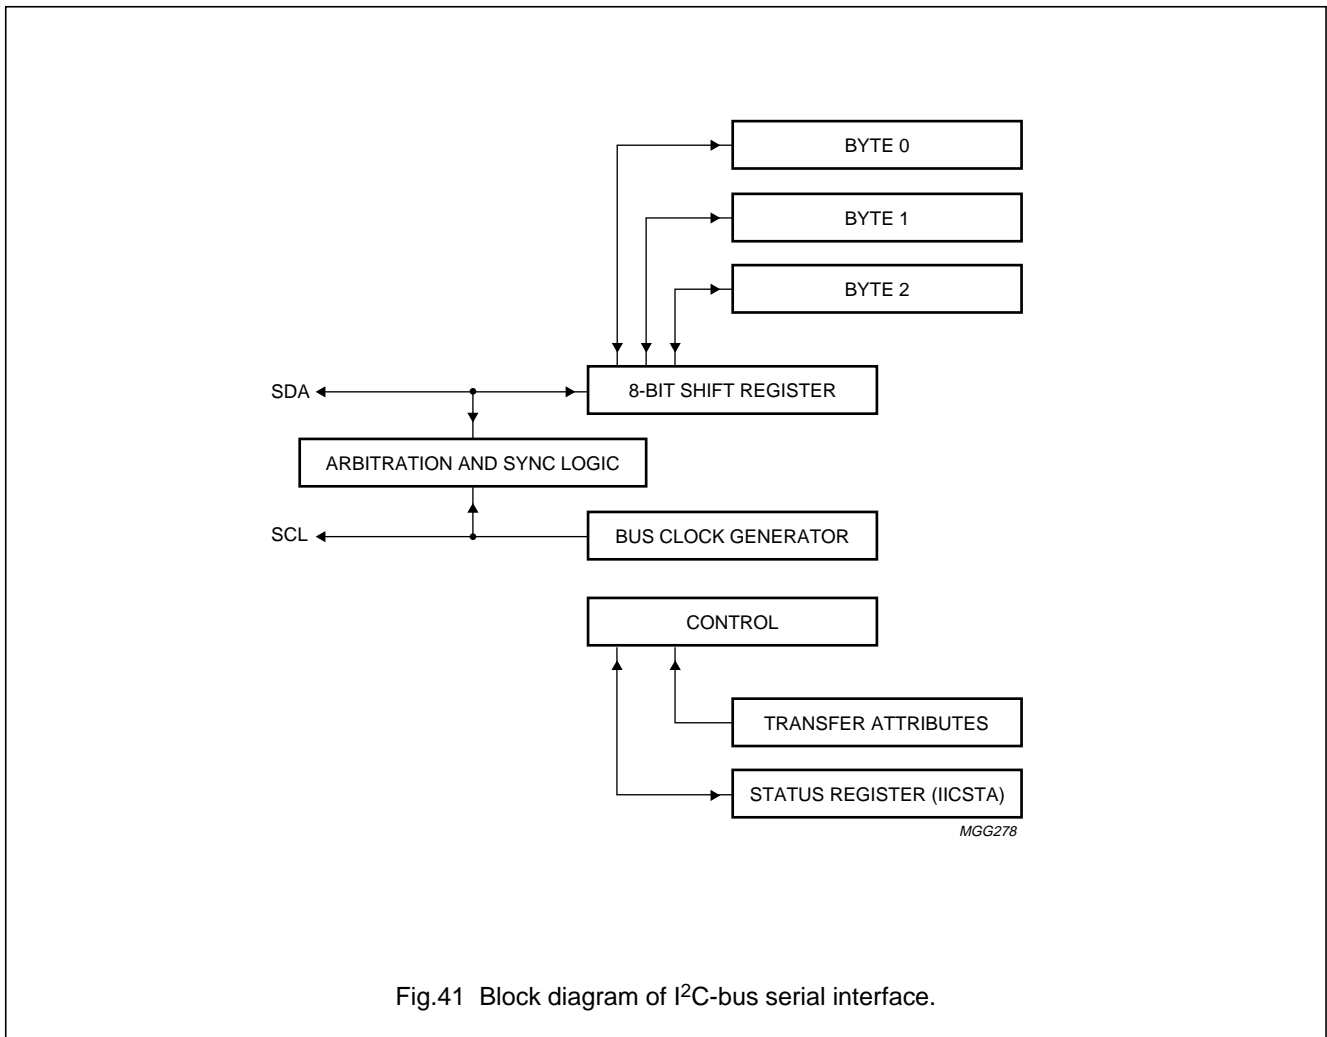 BYTE 0
BYTE 1
BYTE 2
SDA
8-BIT SHIFT REGISTER
ARBITRATION AND SYNC LOGIC
SCL
BUS CLOCK GENERATOR
CONTROL
TRANSFER ATTRIBUTES
STATUS REGISTER (IICSTA)
MGG278
Fig.41 Block diagram of I²C-bus serial interface.